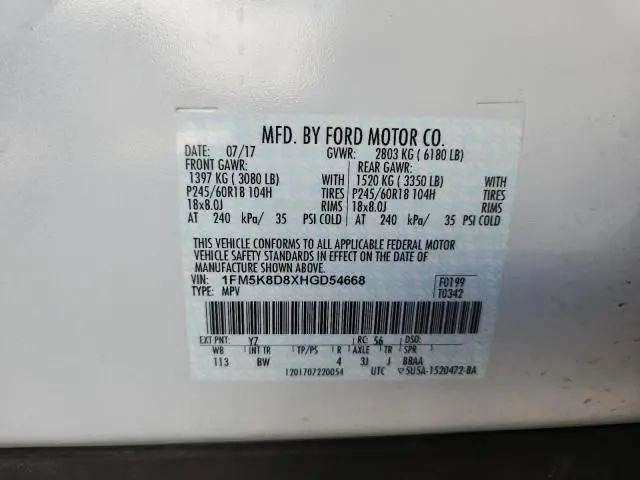 MFD. BY FORD MOTOR CO.
DATE: 07/17 GVWR: 2803 KG ( 6180 LB)
FRONT GAWR: REAR GAWR:
1397 KG ( 3080 LB) WITH 1520 KG ( 3350 LB) WITH
P245/60R18 104H TIRES P245/60R18 104H TIRES
18x8.0J RIMS 18x8.0J RIMS
AT 240 kPa/ 35 PSI COLD AT 240 kPa/ 35 PSI COLD
THIS VEHICLE CONFORMS TO ALL APPLICABLE FEDERAL MOTOR
VEHICLE SAFETY STANDARDS IN EFFECT ON THE DATE OF
MANUFACTURE SHOWN ABOVE.
VIN: 1FM5K8D8XHGD54668 F0199
TYPE: MPV T0342
EXT PNT: YZ RC: 56 DSO:
WB INT TR TP/PS R AXLE TR SPR
113 BW 4 3J J BBAA
1201707220054 UTC ▽5U5A-1520472-BA